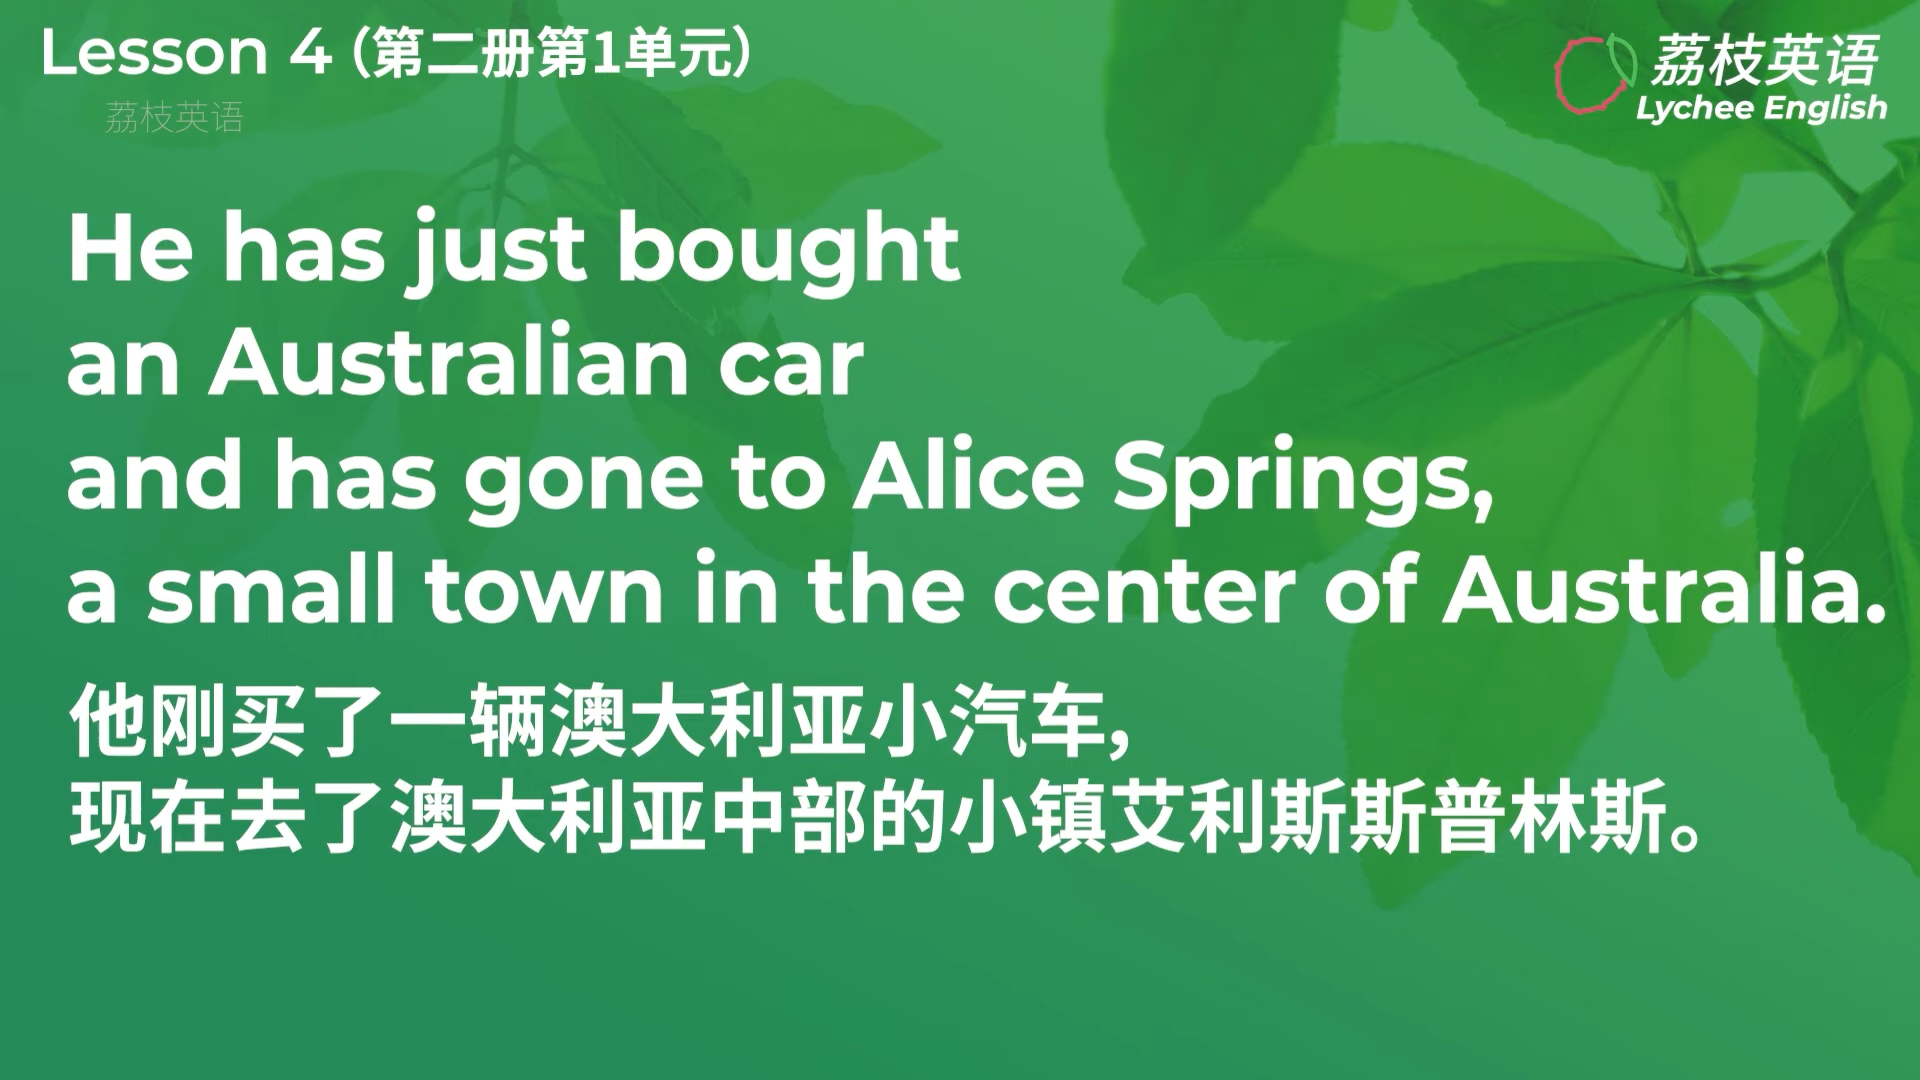 Lesson 4（第二册第1单元）
荔枝英语
荔枝英语
Lychee English
He has just bought
an Australian car
and has gone to Alice Springs,
a small town in the center of Australia.
他刚买了一辆澳大利亚小汽车,
现在去了澳大利亚中部的小镇艾利斯斯普林斯。